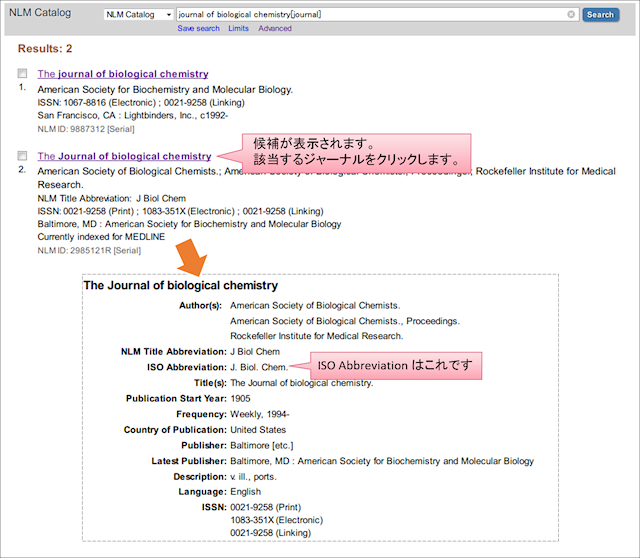 NLM Catalog
NLM Catalog
journal of biological chemistry[journal]
Search
Save search Limits Advanced
Results: 2
The journal of biological chemistry
1.
American Society for Biochemistry and Molecular Biology.
ISSN: 1067-8816 (Electronic) ; 0021-9258 (Linking)
San Francisco, CA : Lightbinders, Inc., c1992-
NLM ID: 9887312 [Serial]
The Journal of biological chemistry
候補が表示されます。
該当するジャーナルをクリックします。
2.
American Society of Biological Chemists.; Rockefeller Institute for Medical
Research.
NLM Title Abbreviation: J Biol Chem
ISSN: 0021-9258 (Print) ; 1083-351X (Electronic) ; 0021-9258 (Linking)
Baltimore, MD : American Society for Biochemistry and Molecular Biology
Currently indexed for MEDLINE
NLM ID: 2985121R [Serial]
The Journal of biological chemistry
Author(s): American Society of Biological Chemists.
American Society of Biological Chemists., Proceedings.
Rockefeller Institute for Medical Research.
NLM Title Abbreviation: J Biol Chem
ISO Abbreviation: J. Biol. Chem.
ISO Abbreviation はこれです
Title(s): The Journal of biological chemistry.
Publication Start Year: 1905
Frequency: Weekly, 1994-
Country of Publication: United States
Publisher: Baltimore [etc.]
Latest Publisher: Baltimore, MD : American Society for Biochemistry and Molecular Biology
Description: v. ill., ports.
Language: English
ISSN: 0021-9258 (Print)
1083-351X (Electronic)
0021-9258 (Linking)